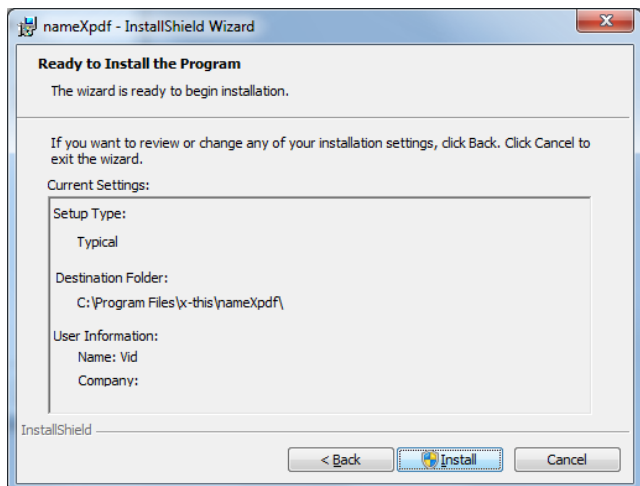 nameXpdf - InstallShield Wizard
Ready to Install the Program
The wizard is ready to begin installation.
If you want to review or change any of your installation settings, click Back. Click Cancel to
exit the wizard.
Current Settings:
Setup Type:
Typical
Destination Folder:
C:\Program Files\x-this\nameXpdf\
User Information:
Name: Vid
Company:
InstallShield
< Back Install Cancel